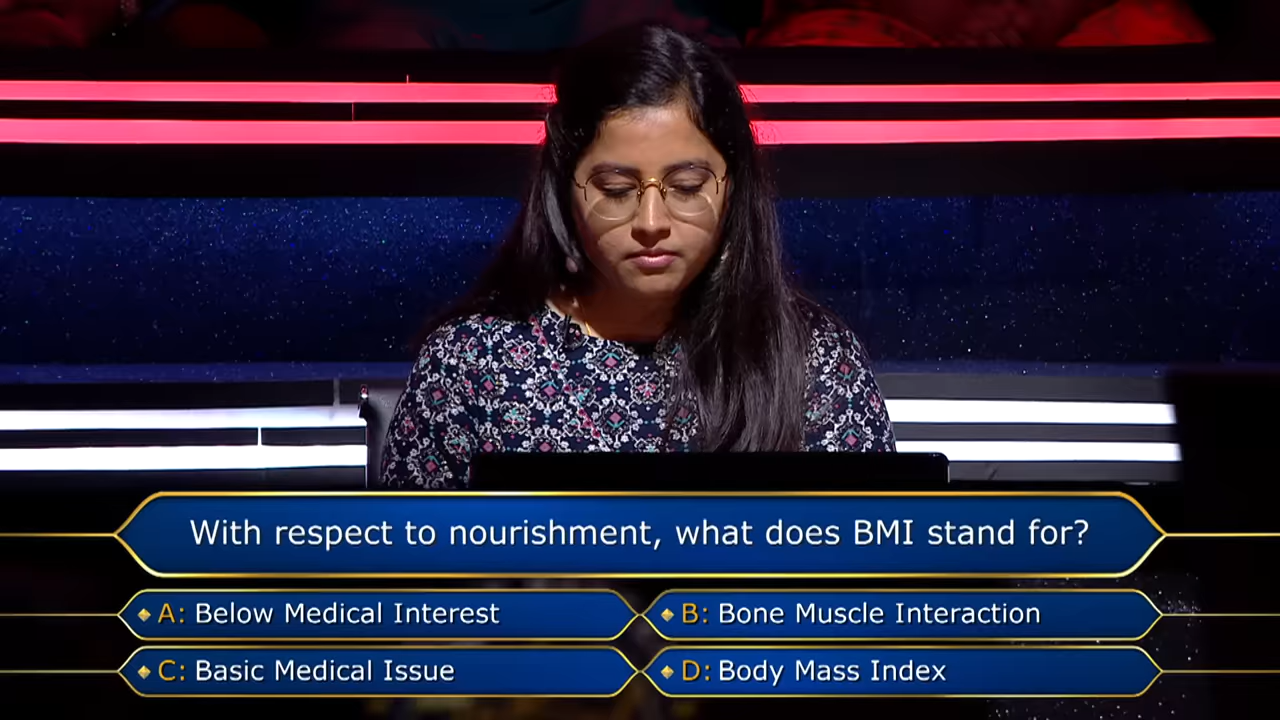 With respect to nourishment, what does BMI stand for?
A: Below Medical Interest
B: Bone Muscle Interaction
C: Basic Medical Issue
D: Body Mass Index